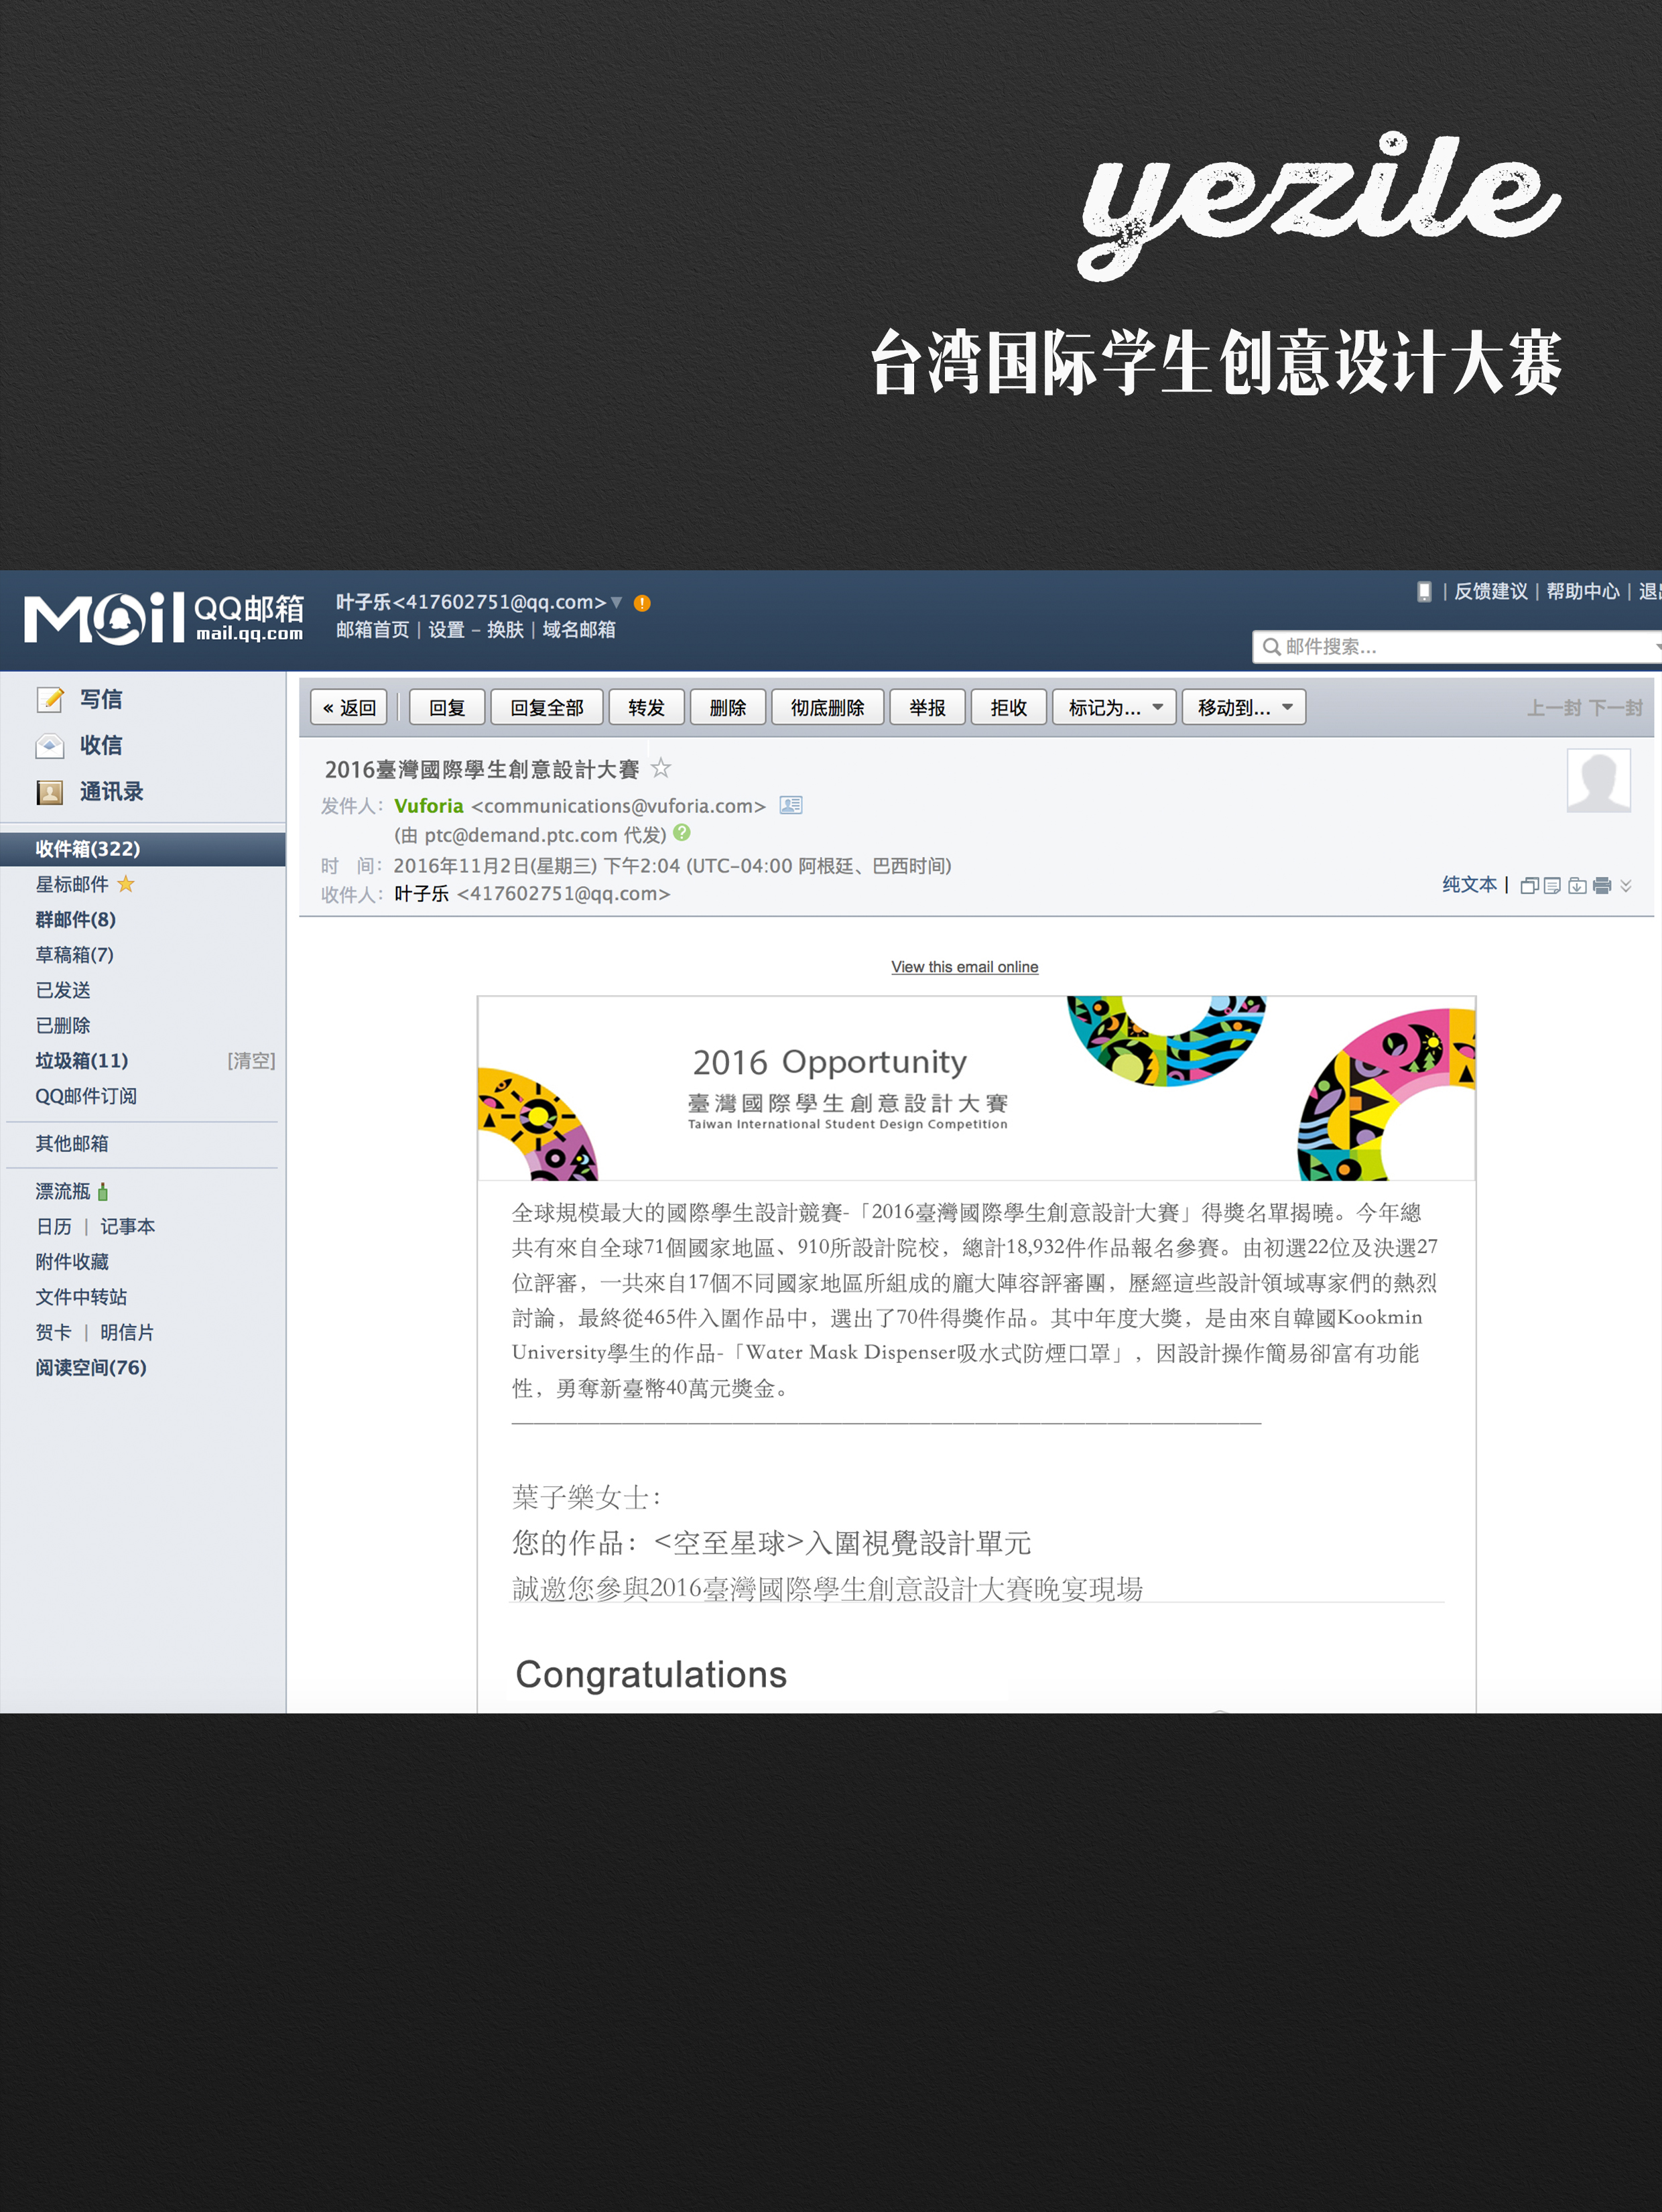 yezile
台湾国际学生创意设计大赛
Mail QQ邮箱
mail.qq.com
叶子乐<417602751@qq.com>
邮箱首页 | 设置 - 换肤 | 域名邮箱
| 反馈建议 | 帮助中心 | 退出
邮件搜索...
写信
收信
通讯录
收件箱(322)
星标邮件
群邮件(8)
草稿箱(7)
已发送
已删除
垃圾箱(11) [清空]
QQ邮件订阅
其他邮箱
漂流瓶
日历 | 记事本
附件收藏
文件中转站
贺卡 | 明信片
阅读空间(76)
« 返回 回复 回复全部 转发 删除 彻底删除 举报 拒收 标记为... 移动到... 上一封 下一封
2016臺灣國際學生創意設計大賽
发件人：Vuforia <communications@vuforia.com>
(由 ptc@demand.ptc.com 代发)
时 间：2016年11月2日(星期三) 下午2:04 (UTC-04:00 阿根廷、巴西时间)
收件人：叶子乐 <417602751@qq.com>
纯文本 |
View this email online
2016 Opportunity
臺灣國際學生創意設計大賽
Taiwan International Student Design Competition
全球規模最大的國際學生設計競賽-「2016臺灣國際學生創意設計大賽」得獎名單揭曉。今年總
共有來自全球71個國家地區、910所設計院校，總計18,932件作品報名參賽。由初選22位及決選27
位評審，一共來自17個不同國家地區所組成的龐大陣容評審團，歷經這些設計領域專家們的熱烈
討論，最終從465件入圍作品中，選出了70件得獎作品。其中年度大獎，是由來自韓國Kookmin
University學生的作品-「Water Mask Dispenser吸水式防煙口罩」，因設計操作簡易卻富有功能
性，勇奪新臺幣40萬元獎金。
葉子樂女士：
您的作品：<空至星球>入圍視覺設計單元
誠邀您參與2016臺灣國際學生創意設計大賽晚宴現場
Congratulations